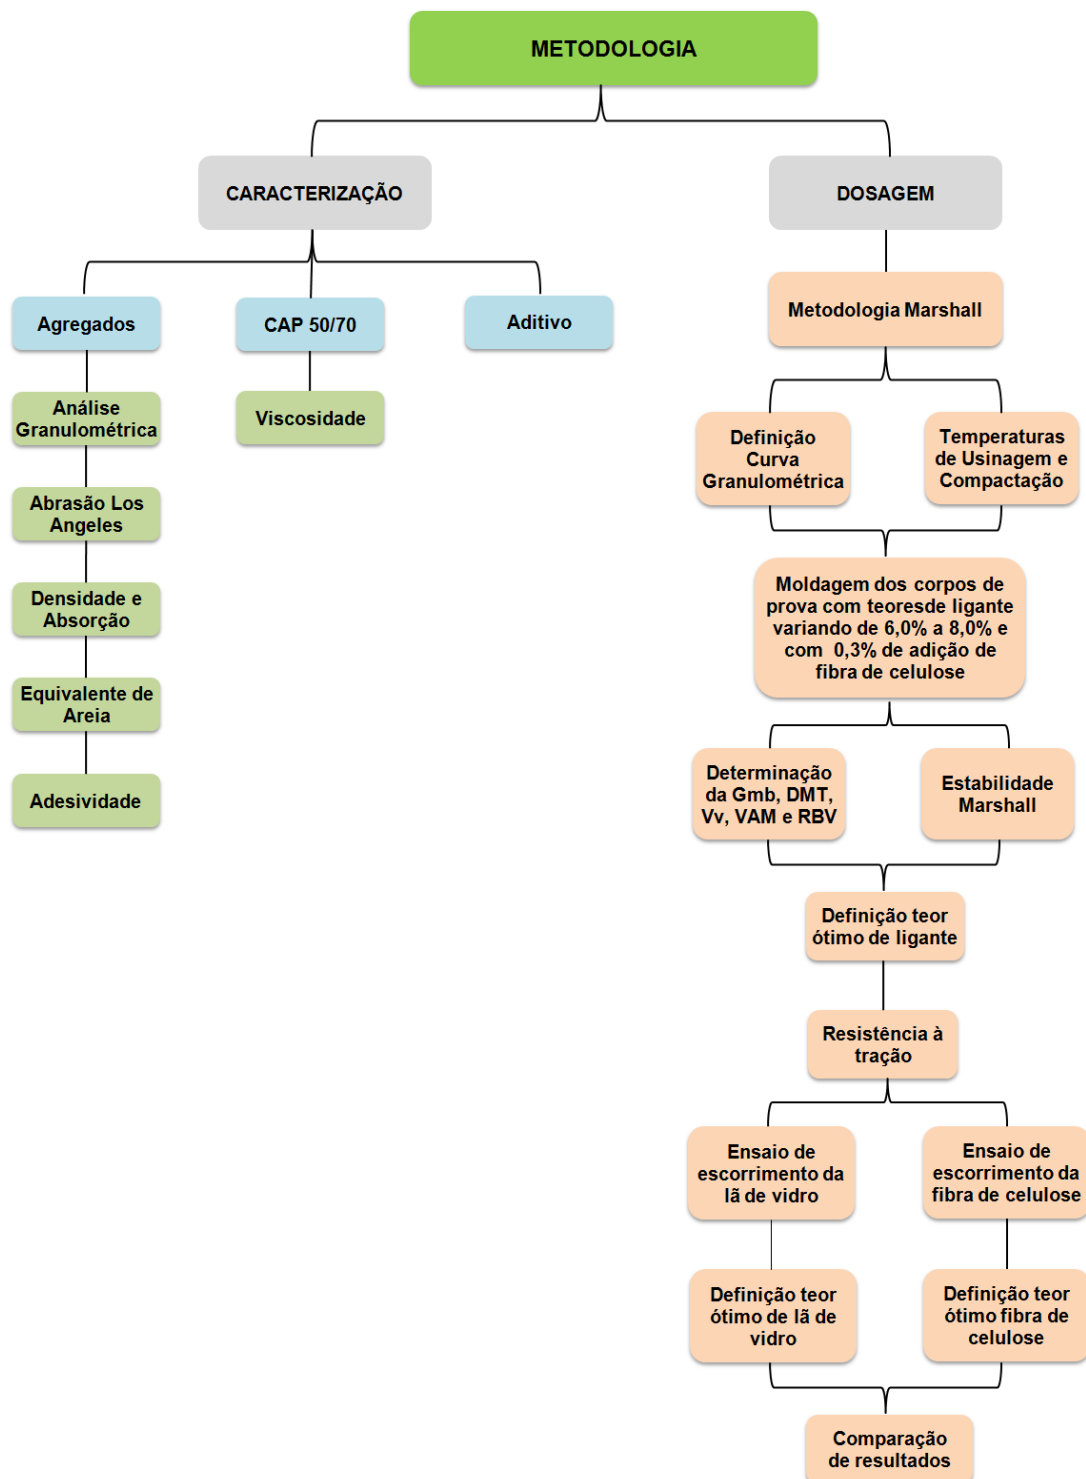 METODOLOGIA
CARACTERIZAÇÃO
DOSAGEM
Agregados
CAP 50/70
Aditivo
Análise
Granulométrica
Viscosidade
Abrasão Los
Angeles
Densidade e
Absorção
Equivalente de
Areia
Adesividade
Metodologia Marshall
Definição
Curva
Granulométrica
Temperaturas
de Usinagem e
Compactação
Moldagem dos corpos de
prova com teoresde ligante
variando de 6,0% a 8,0% e
com 0,3% de adição de
fibra de celulose
Determinação
da Gmb, DMT,
Vv, VAM e RBV
Estabilidade
Marshall
Definição teor
ótimo de ligante
Resistência à
tração
Ensaio de
escorrimento da
lã de vidro
Ensaio de
escorrimento da
fibra de celulose
Definição teor
ótimo de lã de
vidro
Definição teor
ótimo fibra de
celulose
Comparação
de resultados